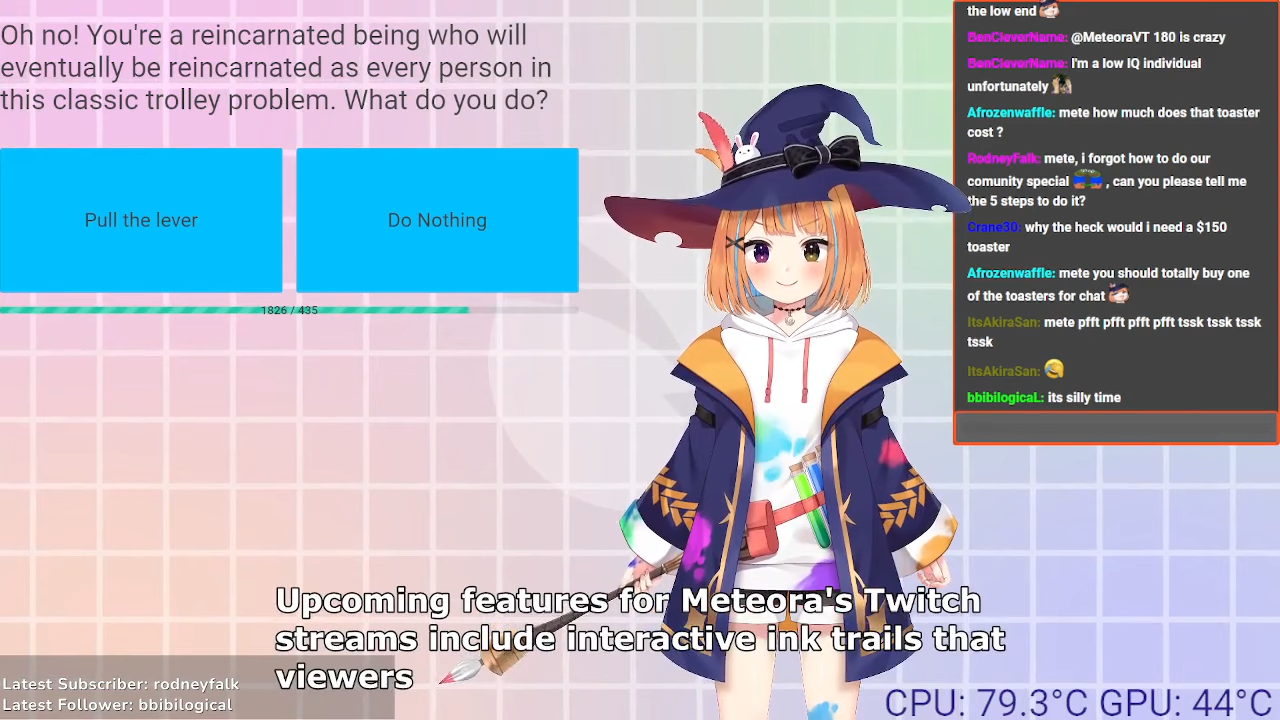 Oh no! You're a reincarnated being who will
eventually be reincarnated as every person in
this classic trolley problem. What do you do?
Pull the lever
Do Nothing
1826 / 435
the low end
BenCleverName: @MeteoraVT 180 is crazy
BenCleverName: I'm a low IQ individual
unfortunately
Afrozenwaffle: mete how much does that toaster
cost ?
RodneyFalk: mete, i forgot how to do our
comunity special , can you please tell me
the 5 steps to do it?
Crane30: why the heck would i need a $150
toaster
Afrozenwaffle: mete you should totally buy one
of the toasters for chat
ItsAkiraSan: mete pfft pfft pfft pfft tssk tssk tssk
tssk
ItsAkiraSan:
bbibilogicaL: its silly time
Upcoming features for Meteora's Twitch
streams include interactive ink trails that
viewers
Latest Subscriber: rodneyfalk
Latest Follower: bbibilogical
CPU: 79.3°C GPU: 44°C